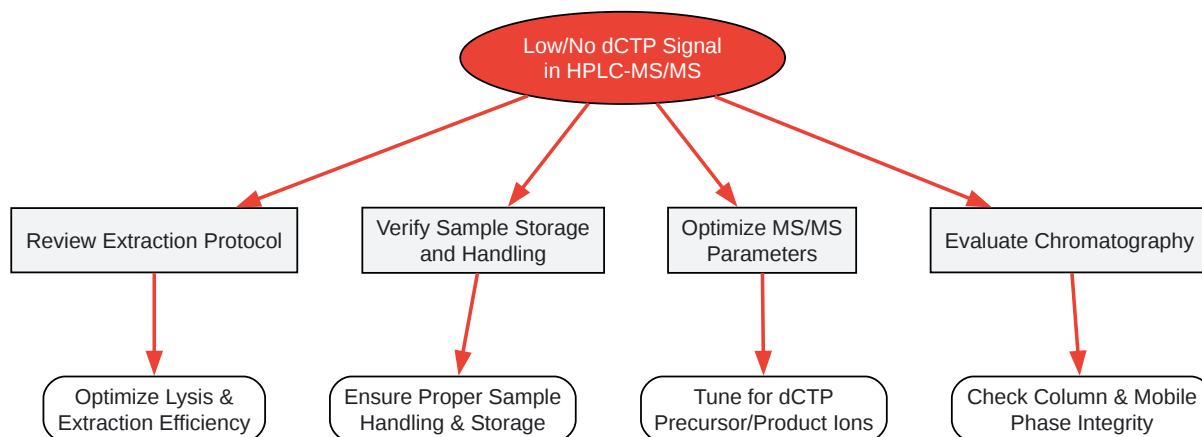 Low/No dCTP Signal
in HPLC-MS/MS
Review Extraction Protocol
Verify Sample Storage
and Handling
Optimize MS/MS
Parameters
Evaluate Chromatography
Optimize Lysis &
Extraction Efficiency
Ensure Proper Sample
Handling & Storage
Tune for dCTP
Precursor/Product Ions
Check Column & Mobile
Phase Integrity